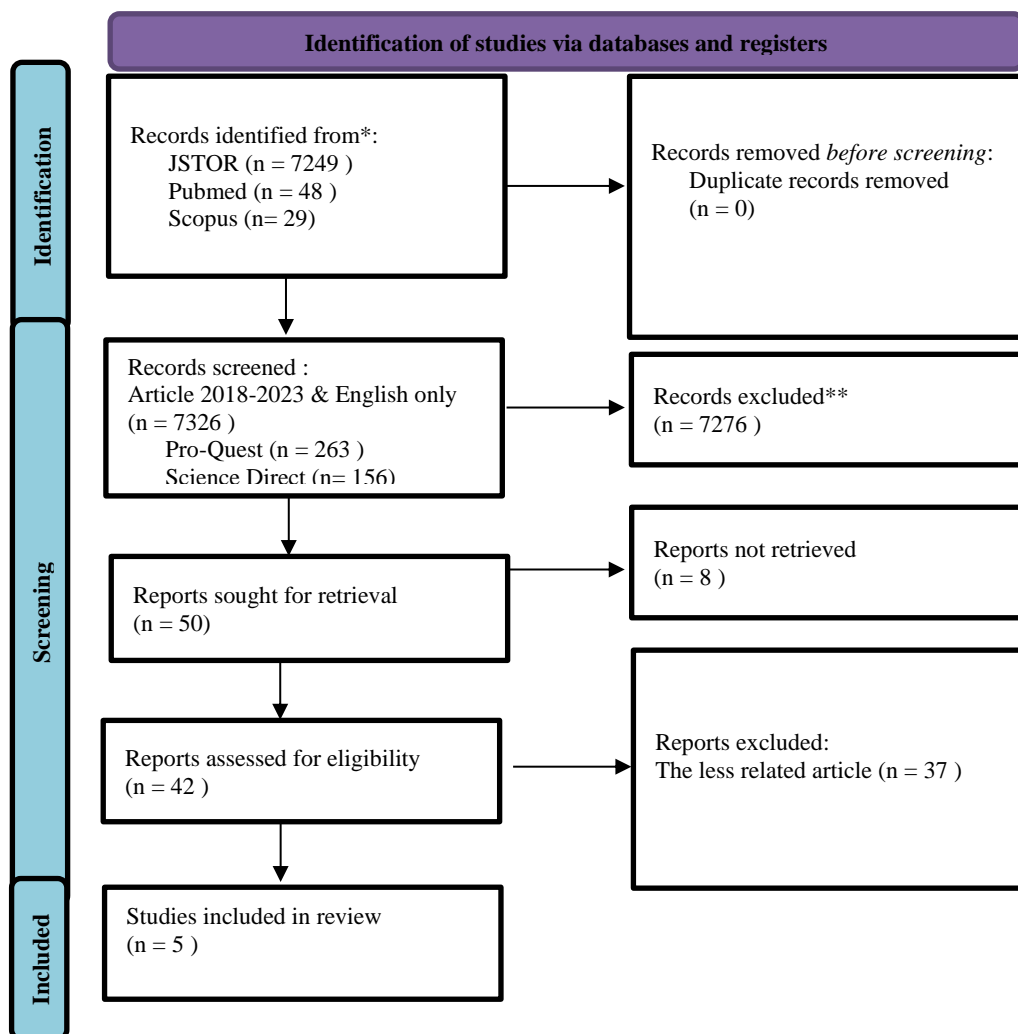 Identification of studies via databases and registers
Identification
Records identified from*:
JSTOR (n = 7249 )
Pubmed (n = 48 )
Scopus (n= 29)
Records removed before screening:
Duplicate records removed
(n = 0)
Screening
Records screened :
Article 2018-2023 & English only
(n = 7326 )
Pro-Quest (n = 263 )
Science Direct (n= 156)
Records excluded**
(n = 7276 )
Reports sought for retrieval
(n = 50)
Reports not retrieved
(n = 8 )
Reports assessed for eligibility
(n = 42 )
Reports excluded:
The less related article (n = 37 )
Included
Studies included in review
(n = 5 )